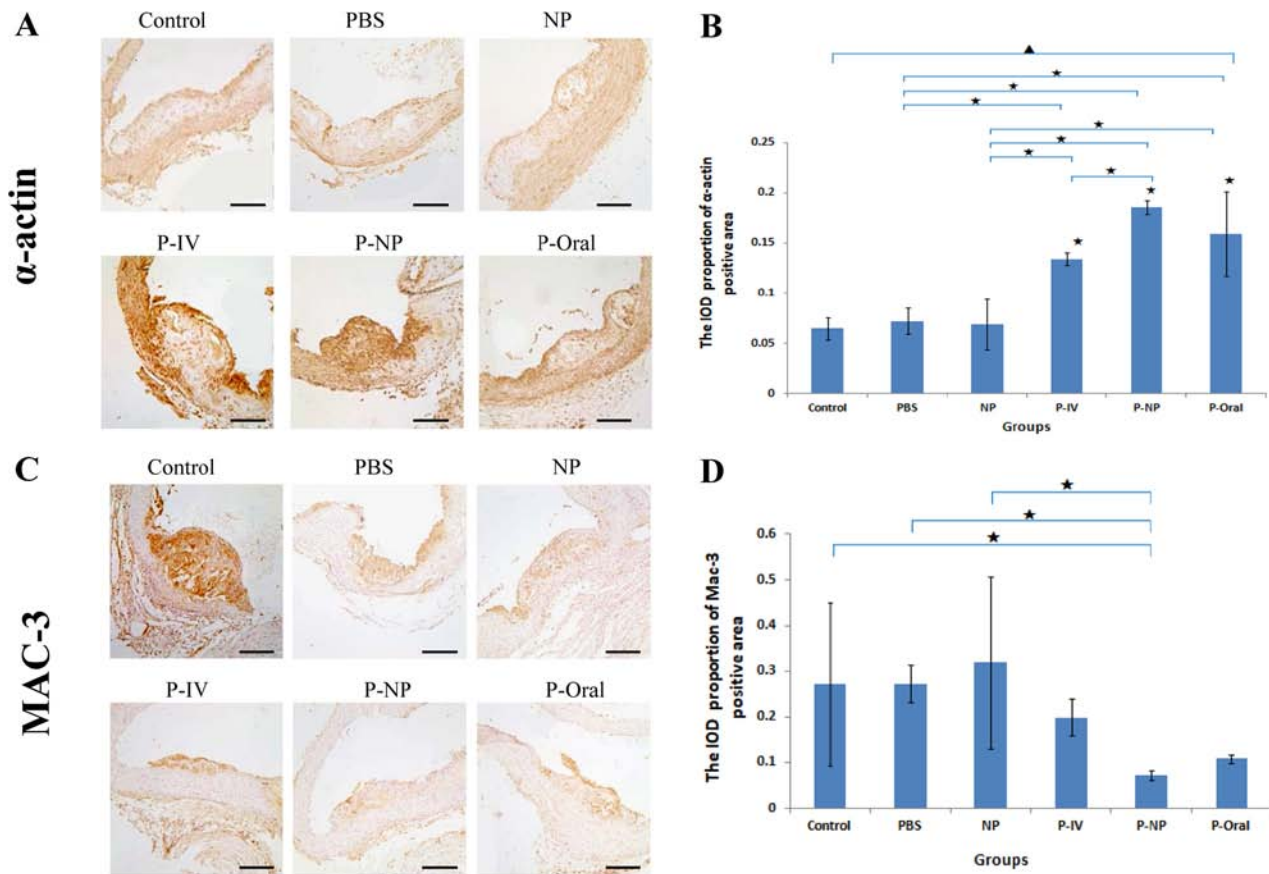 A
Control PBS NP
α-actin
P-IV P-NP P-Oral
B
▲
★
★
★
★
★
★
★
★
★
★
The IOD proportion of α-actin
positive area
0.25
0.2
0.15
0.1
0.05
0
Control PBS NP P-IV P-NP P-Oral
Groups
C
Control PBS NP
MAC-3
P-IV P-NP P-Oral
D
★
★
★
The IOD proportion of Mac-3
positive area
0.6
0.5
0.4
0.3
0.2
0.1
0
Control PBS NP P-IV P-NP P-Oral
Groups